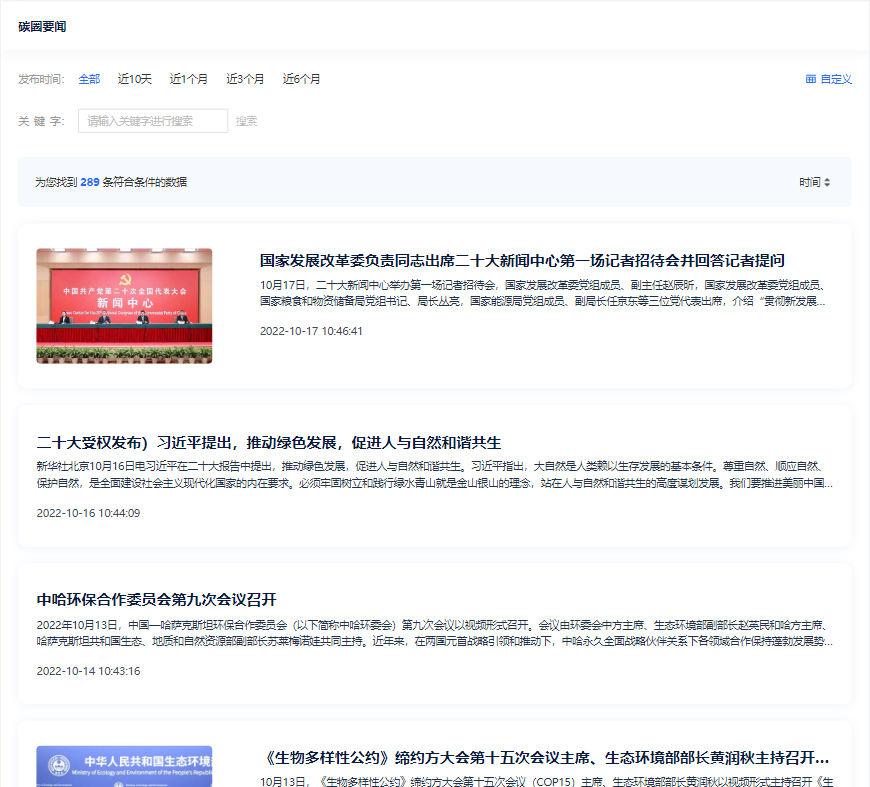 碳圈要闻
发布时间: 全部 近10天 近1个月 近3个月 近6个月 自定义
关 键 字: 请输入关键字进行搜索 搜索
为您找到 289 条符合条件的数据 时间
国家发展改革委负责同志出席二十大新闻中心第一场记者招待会并回答记者提问
10月17日，二十大新闻中心举办第一场记者招待会，国家发展改革委党组成员、副主任赵辰昕，国家发展改革委党组成员、
国家粮食和物资储备局党组书记、局长丛亮，国家能源局党组成员、副局长任京东等三位党代表出席，介绍“贯彻新发展...
2022-10-17 10:46:41
中国共产党第二十次全国代表大会
新闻中心
二十大受权发布）习近平提出，推动绿色发展，促进人与自然和谐共生
新华社北京10月16日电习近平在二十大报告中提出，推动绿色发展，促进人与自然和谐共生。习近平指出，大自然是人类赖以生存发展的基本条件。尊重自然、顺应自然、
保护自然，是全面建设社会主义现代化国家的内在要求。必须牢固树立和践行绿水青山就是金山银山的理念，站在人与自然和谐共生的高度谋划发展。我们要推进美丽中国...
2022-10-16 10:44:09
中哈环保合作委员会第九次会议召开
2022年10月13日，中国—哈萨克斯坦环保合作委员会（以下简称中哈环委会）第九次会议以视频形式召开。会议由环委会中方主席、生态环境部副部长赵英民和哈方主席、
哈萨克斯坦共和国生态、地质和自然资源部副部长苏莱梅诺娃共同主持。近年来，在两国元首战略引领和推动下，中哈永久全面战略伙伴关系下各领域合作保持蓬勃发展势...
2022-10-14 10:43:16
中华人民共和国生态环境
Ministry of Ecology and Environment of the People's Republi
《生物多样性公约》缔约方大会第十五次会议主席、生态环境部部长黄润秋主持召开...
10月13日，《生物多样性公约》缔约方大会第十五次会议（COP15）主席、生态环境部部长黄润秋以视频形式主持召开《生